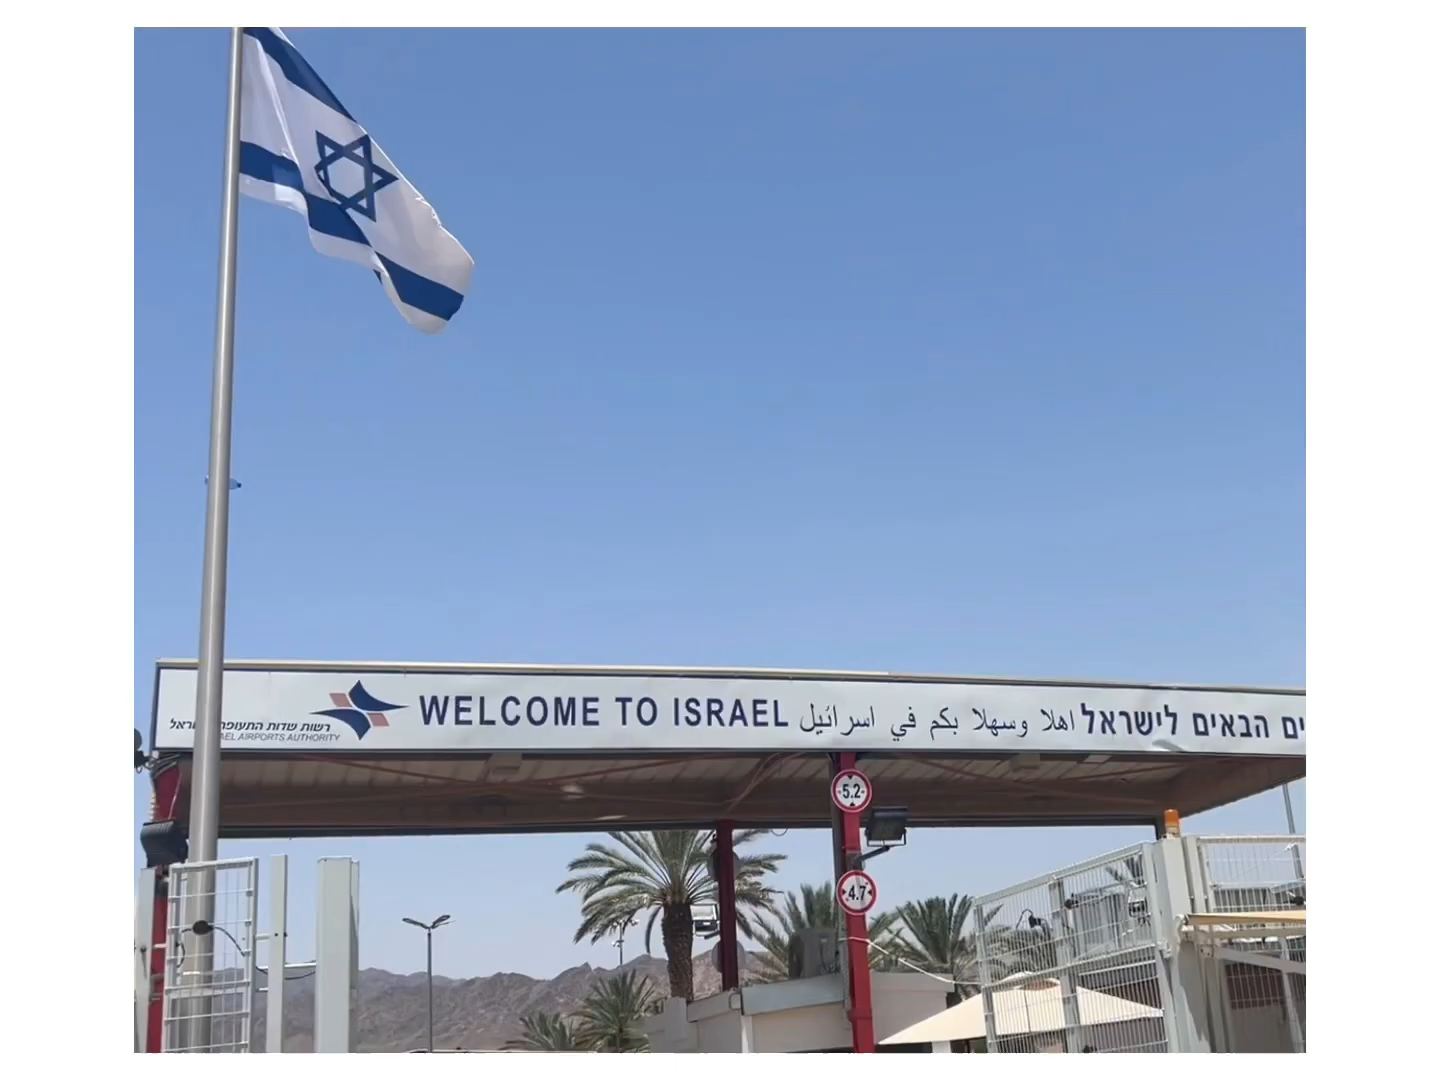 רשות שדות התעופה
AIRPORTS AUTHORITY
WELCOME TO ISRAEL اهلا وسهلا بكم في اسرائيل הבאים לישראל
5.2
4.7